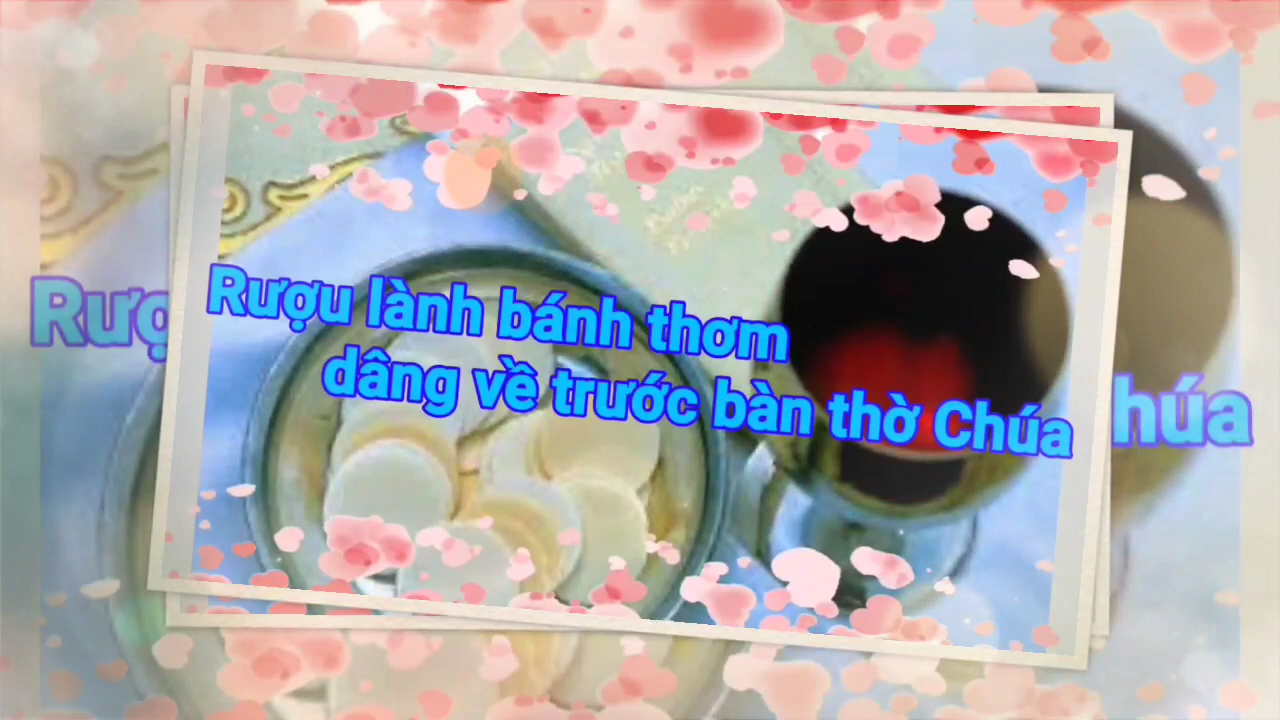 Rượu lành bánh thơm
dâng về trước bàn thờ Chúa